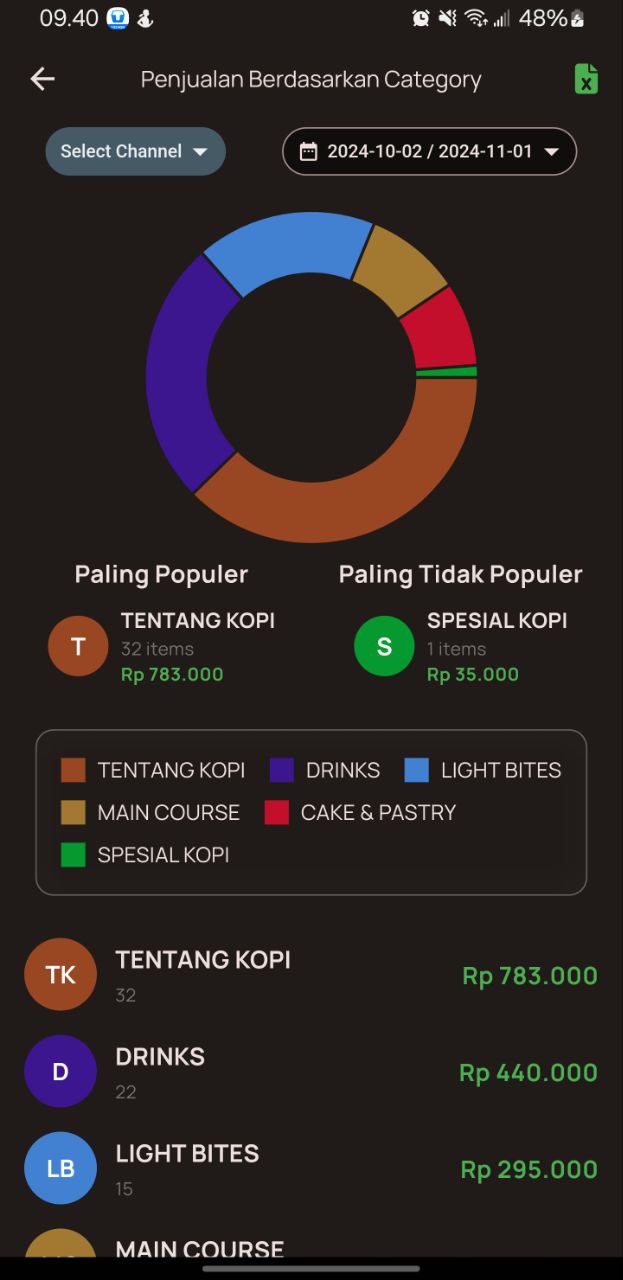 09.40
48%
Penjualan Berdasarkan Category
Select Channel
2024-10-02 / 2024-11-01
Paling Populer
Paling Tidak Populer
T
TENTANG KOPI
32 items
Rp 783.000
S
SPESIAL KOPI
1 items
Rp 35.000
TENTANG KOPI
DRINKS
LIGHT BITES
MAIN COURSE
CAKE & PASTRY
SPESIAL KOPI
TK
TENTANG KOPI
32
Rp 783.000
D
DRINKS
22
Rp 440.000
LB
LIGHT BITES
15
Rp 295.000
MAIN COURSE